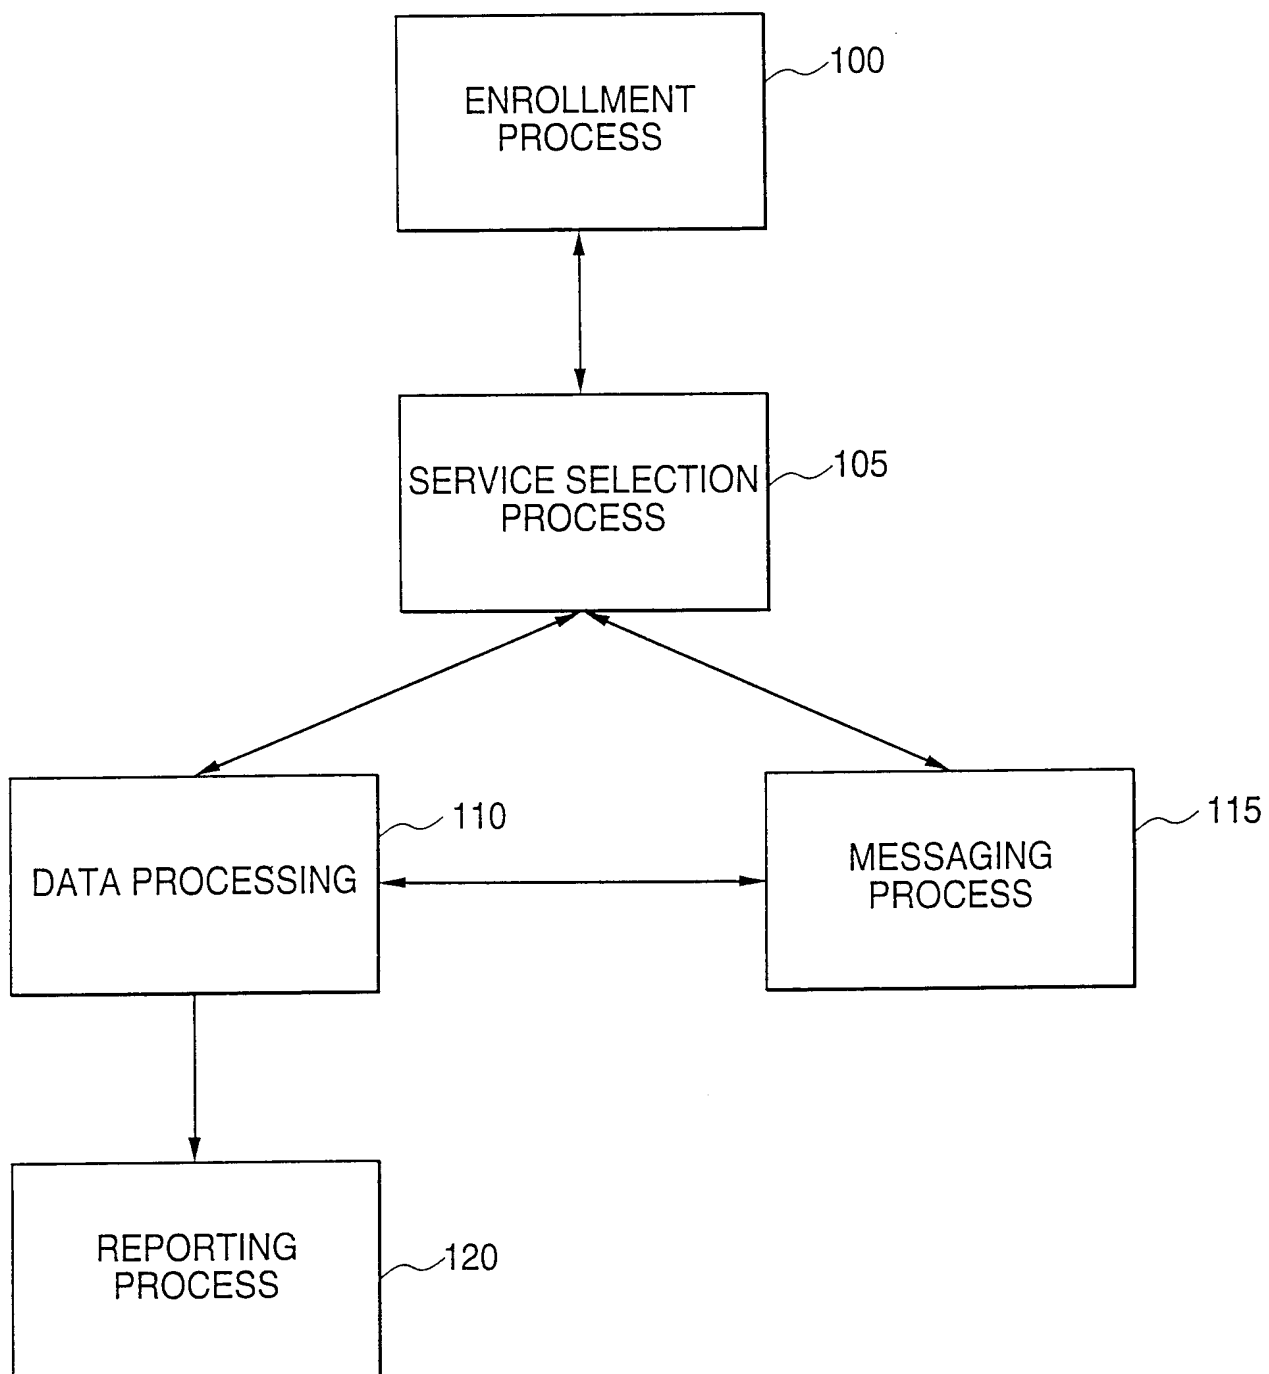 100
ENROLLMENT
PROCESS
105
SERVICE SELECTION
PROCESS
110
DATA PROCESSING
115
MESSAGING
PROCESS
REPORTING
PROCESS
120